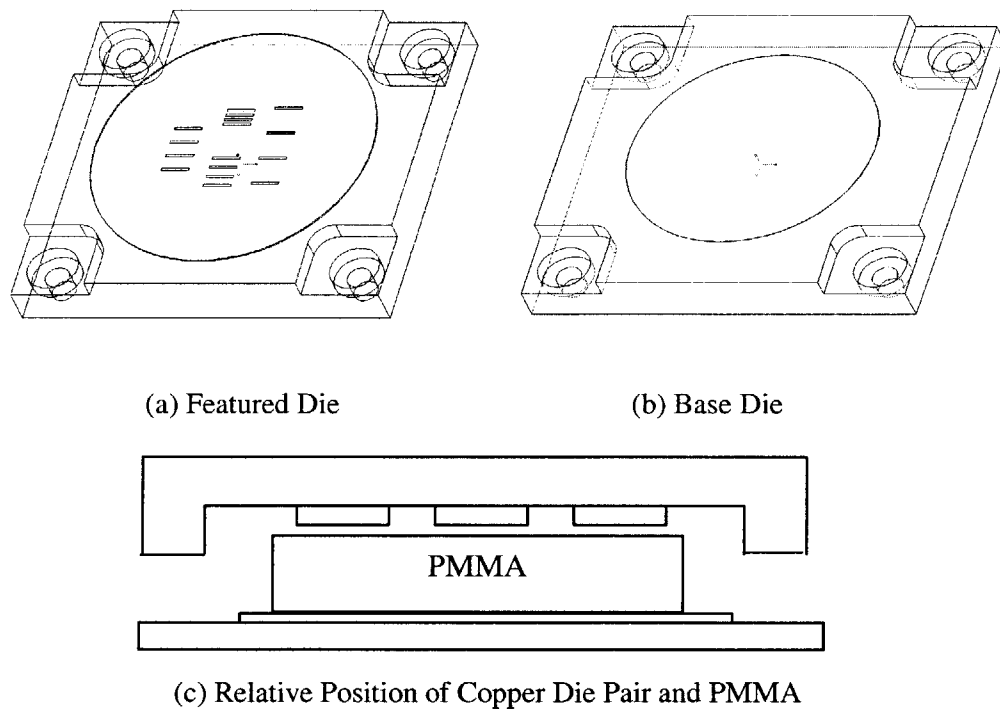 (a) Featured Die
(b) Base Die
PMMA
(c) Relative Position of Copper Die Pair and PMMA